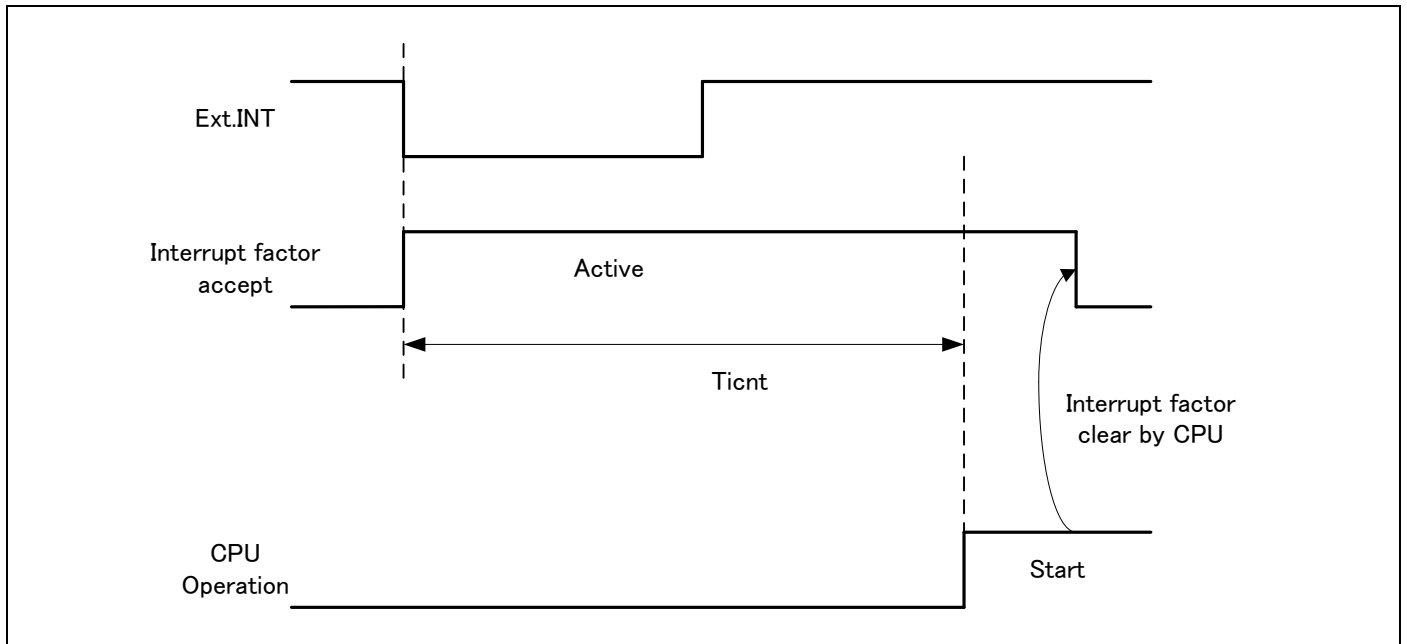 Ext.INT
Interrupt factor
accept
Active
Ticnt
Interrupt factor
clear by CPU
CPU
Operation
Start